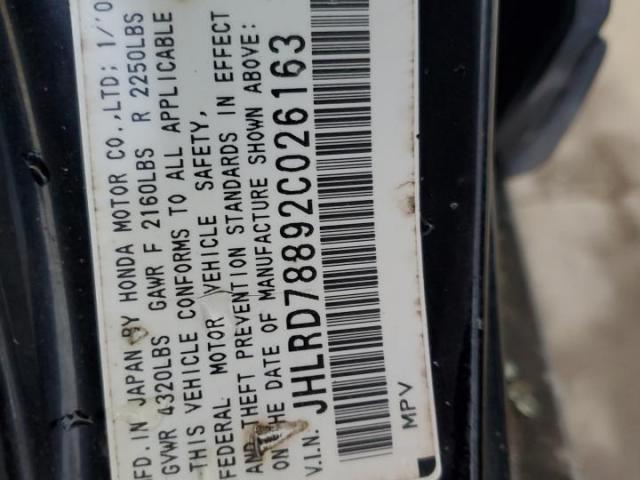 FD. IN JAPAN BY HONDA MOTOR CO.,LTD; 1/'0
GVWR 4320LBS GAWR F 2160LBS R 2250LBS
THIS VEHICLE CONFORMS TO ALL APPLICABLE
FEDERAL MOTOR VEHICLE SAFETY,
AND THEFT PREVENTION STANDARDS IN EFFECT
ON THE DATE OF MANUFACTURE SHOWN ABOVE:
V.I.N. JHLRD78892C026163
MPV